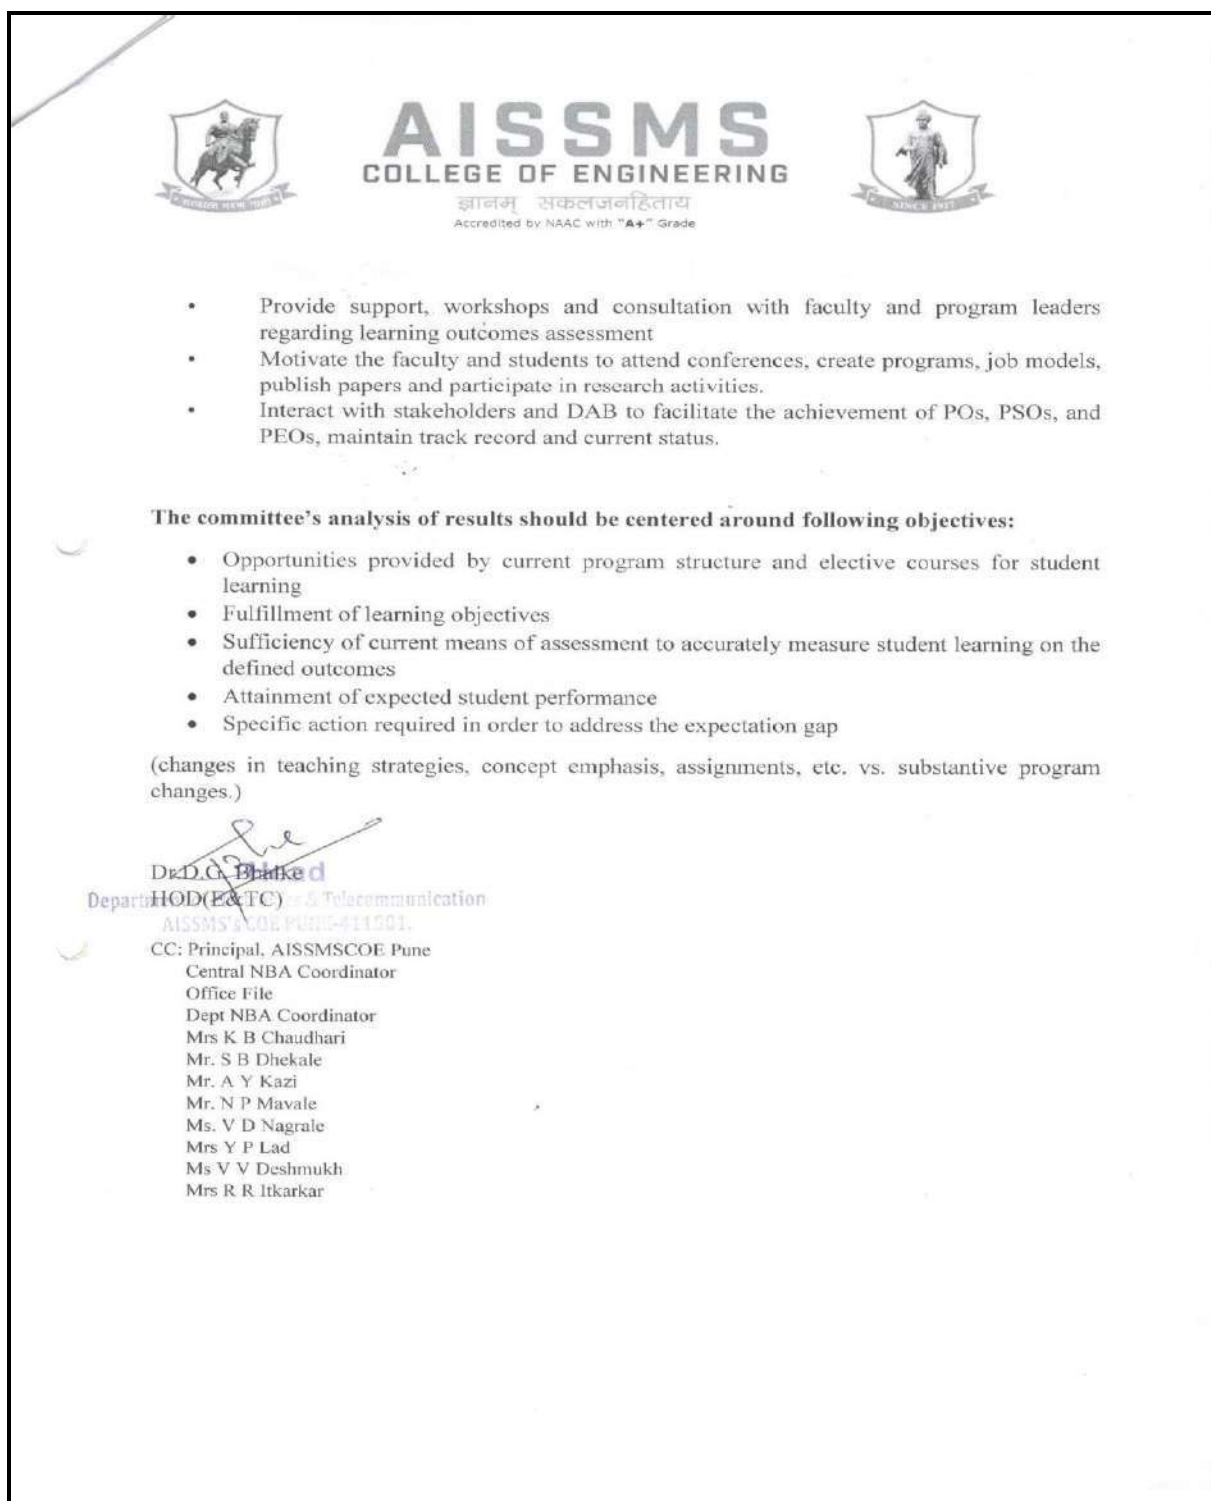 AISSMS
COLLEGE OF ENGINEERING
ज्ञानम् सकलजनहिताय
Accredited by NAAC with "A+" Grade
SINCE 1917
• Provide support, workshops and consultation with faculty and program leaders
regarding learning outcomes assessment
• Motivate the faculty and students to attend conferences, create programs, job models,
publish papers and participate in research activities.
• Interact with stakeholders and DAB to facilitate the achievement of POs, PSOs, and
PEOs, maintain track record and current status.
The committee's analysis of results should be centered around following objectives:
• Opportunities provided by current program structure and elective courses for student
learning
• Fulfillment of learning objectives
• Sufficiency of current means of assessment to accurately measure student learning on the
defined outcomes
• Attainment of expected student performance
• Specific action required in order to address the expectation gap
(changes in teaching strategies, concept emphasis, assignments, etc. vs. substantive program
changes.)
Dr.D.G. Bhalke
HOD(E&TC)
& Telecommunication
AISSMS's COE PUNE-411001.
CC: Principal, AISSMSCOE Pune
Central NBA Coordinator
Office File
Dept NBA Coordinator
Mrs K B Chaudhari
Mr. S B Dhekale
Mr. A Y Kazi
Mr. N P Mavale
Ms. V D Nagrale
Mrs Y P Lad
Ms V V Deshmukh
Mrs R R Itkarkar